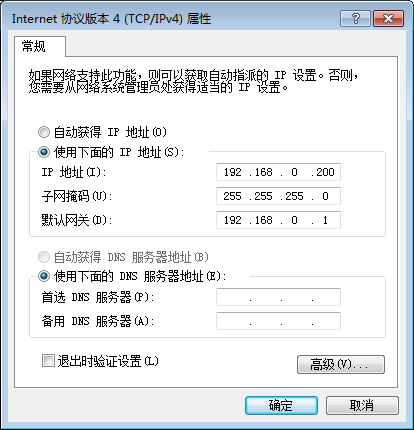 Internet 协议版本 4 (TCP/IPv4) 属性
常规
如果网络支持此功能，则可以获取自动指派的 IP 设置。否则，
您需要从网络系统管理员处获得适当的 IP 设置。
自动获得 IP 地址(O)
使用下面的 IP 地址(S):
IP 地址(I): 192 .168 . 0 .200
子网掩码(U): 255 .255 .255 . 0
默认网关(D): 192 .168 . 0 . 1
自动获得 DNS 服务器地址(B)
使用下面的 DNS 服务器地址(E):
首选 DNS 服务器(P): . . .
备用 DNS 服务器(A): . . .
退出时验证设置(L)
高级(V)...
确定 取消